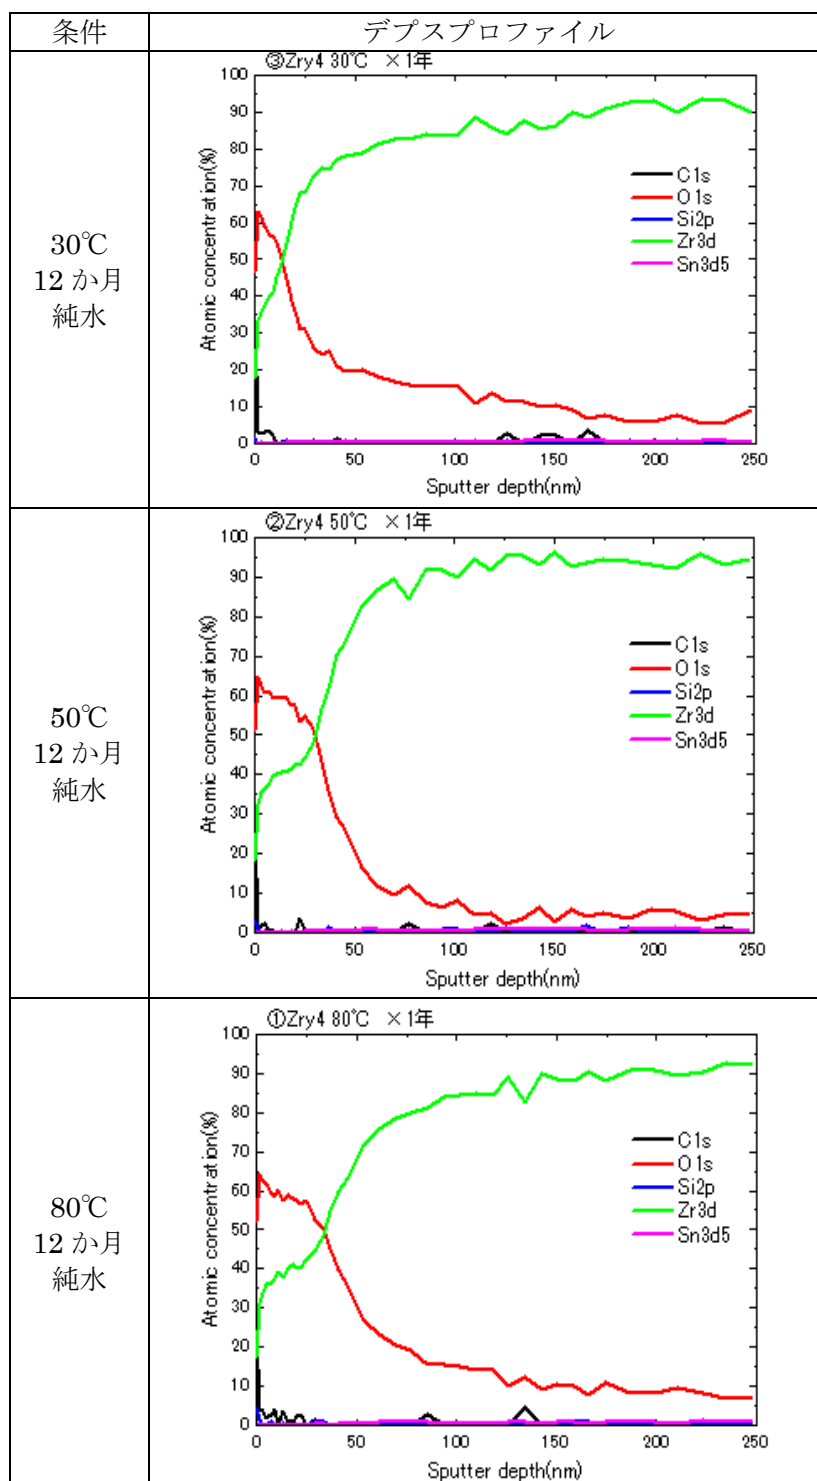 条件
デプスプロファイル
30℃
12 か月
純水
③Zry4 30℃ ×1年
100
90
80
70
60
50
40
30
20
10
0
Atomic concentration(%)
C1s
O1s
Si2p
Zr3d
Sn3d5
0 50 100 150 200 250
Sputter depth(nm)
50℃
12 か月
純水
②Zry4 50℃ ×1年
100
90
80
70
60
50
40
30
20
10
0
Atomic concentration(%)
C1s
O1s
Si2p
Zr3d
Sn3d5
0 50 100 150 200 250
Sputter depth(nm)
80℃
12 か月
純水
①Zry4 80℃ ×1年
100
90
80
70
60
50
40
30
20
10
0
Atomic concentration(%)
C1s
O1s
Si2p
Zr3d
Sn3d5
0 50 100 150 200 250
Sputter depth(nm)